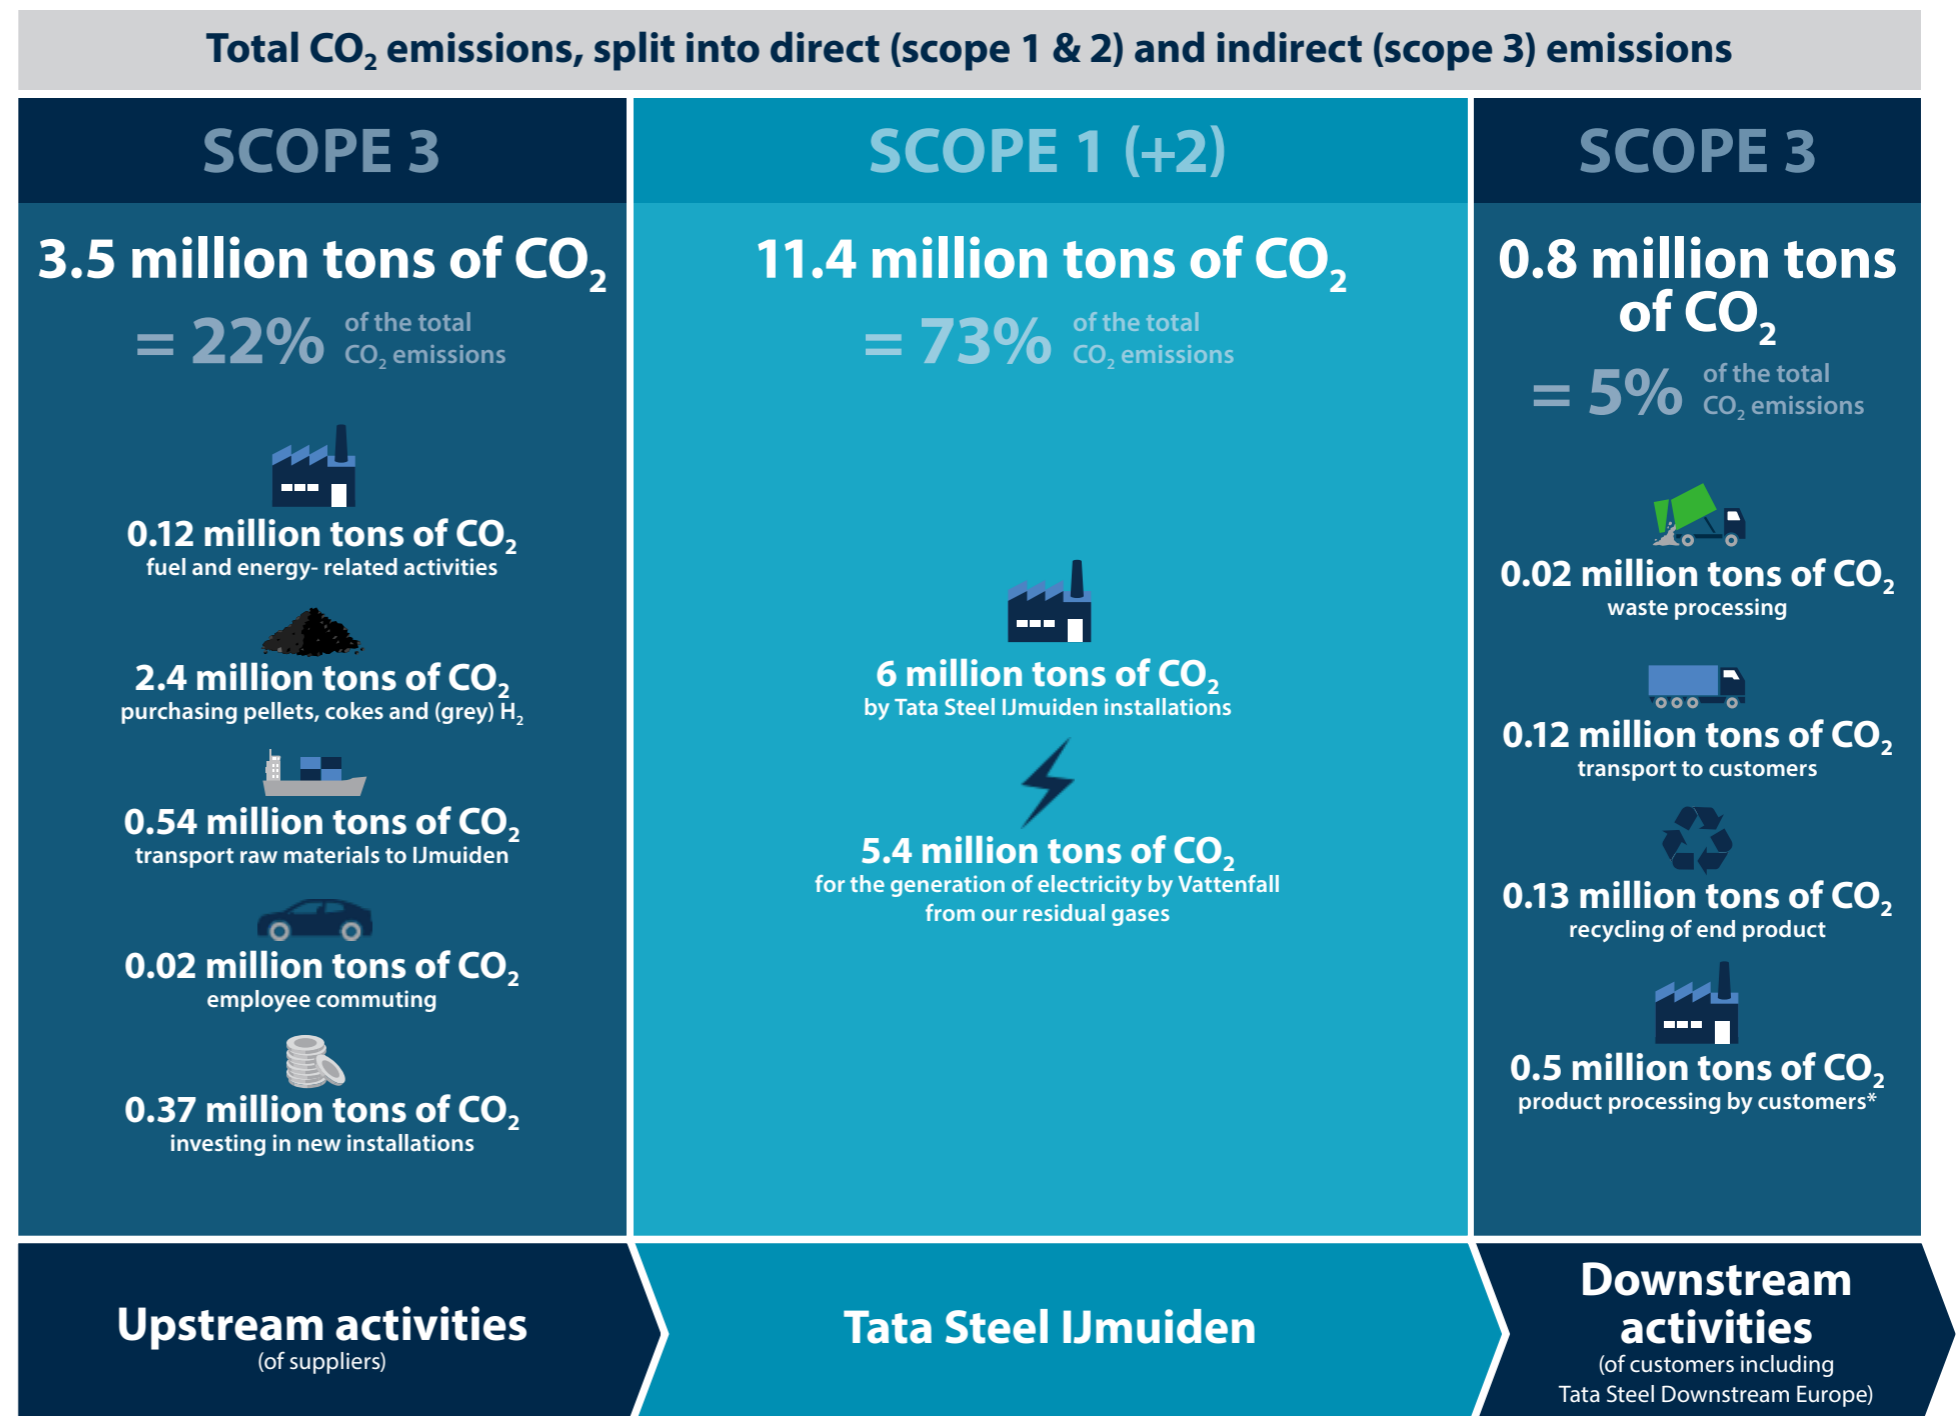 Total CO₂ emissions, split into direct (scope 1 & 2) and indirect (scope 3) emissions
SCOPE 3
3.5 million tons of CO₂
= 22% of the total
CO₂ emissions
0.12 million tons of CO₂
fuel and energy- related activities
2.4 million tons of CO₂
purchasing pellets, cokes and (grey) H₂
0.54 million tons of CO₂
transport raw materials to IJmuiden
0.02 million tons of CO₂
employee commuting
0.37 million tons of CO₂
investing in new installations
Upstream activities
(of suppliers)
SCOPE 1 (+2)
11.4 million tons of CO₂
= 73% of the total
CO₂ emissions
6 million tons of CO₂
by Tata Steel IJmuiden installations
5.4 million tons of CO₂
for the generation of electricity by Vattenfall
from our residual gases
Tata Steel IJmuiden
SCOPE 3
0.8 million tons
of CO₂
= 5% of the total
CO₂ emissions
0.02 million tons of CO₂
waste processing
0.12 million tons of CO₂
transport to customers
0.13 million tons of CO₂
recycling of end product
0.5 million tons of CO₂
product processing by customers*
Downstream
activities
(of customers including
Tata Steel Downstream Europe)